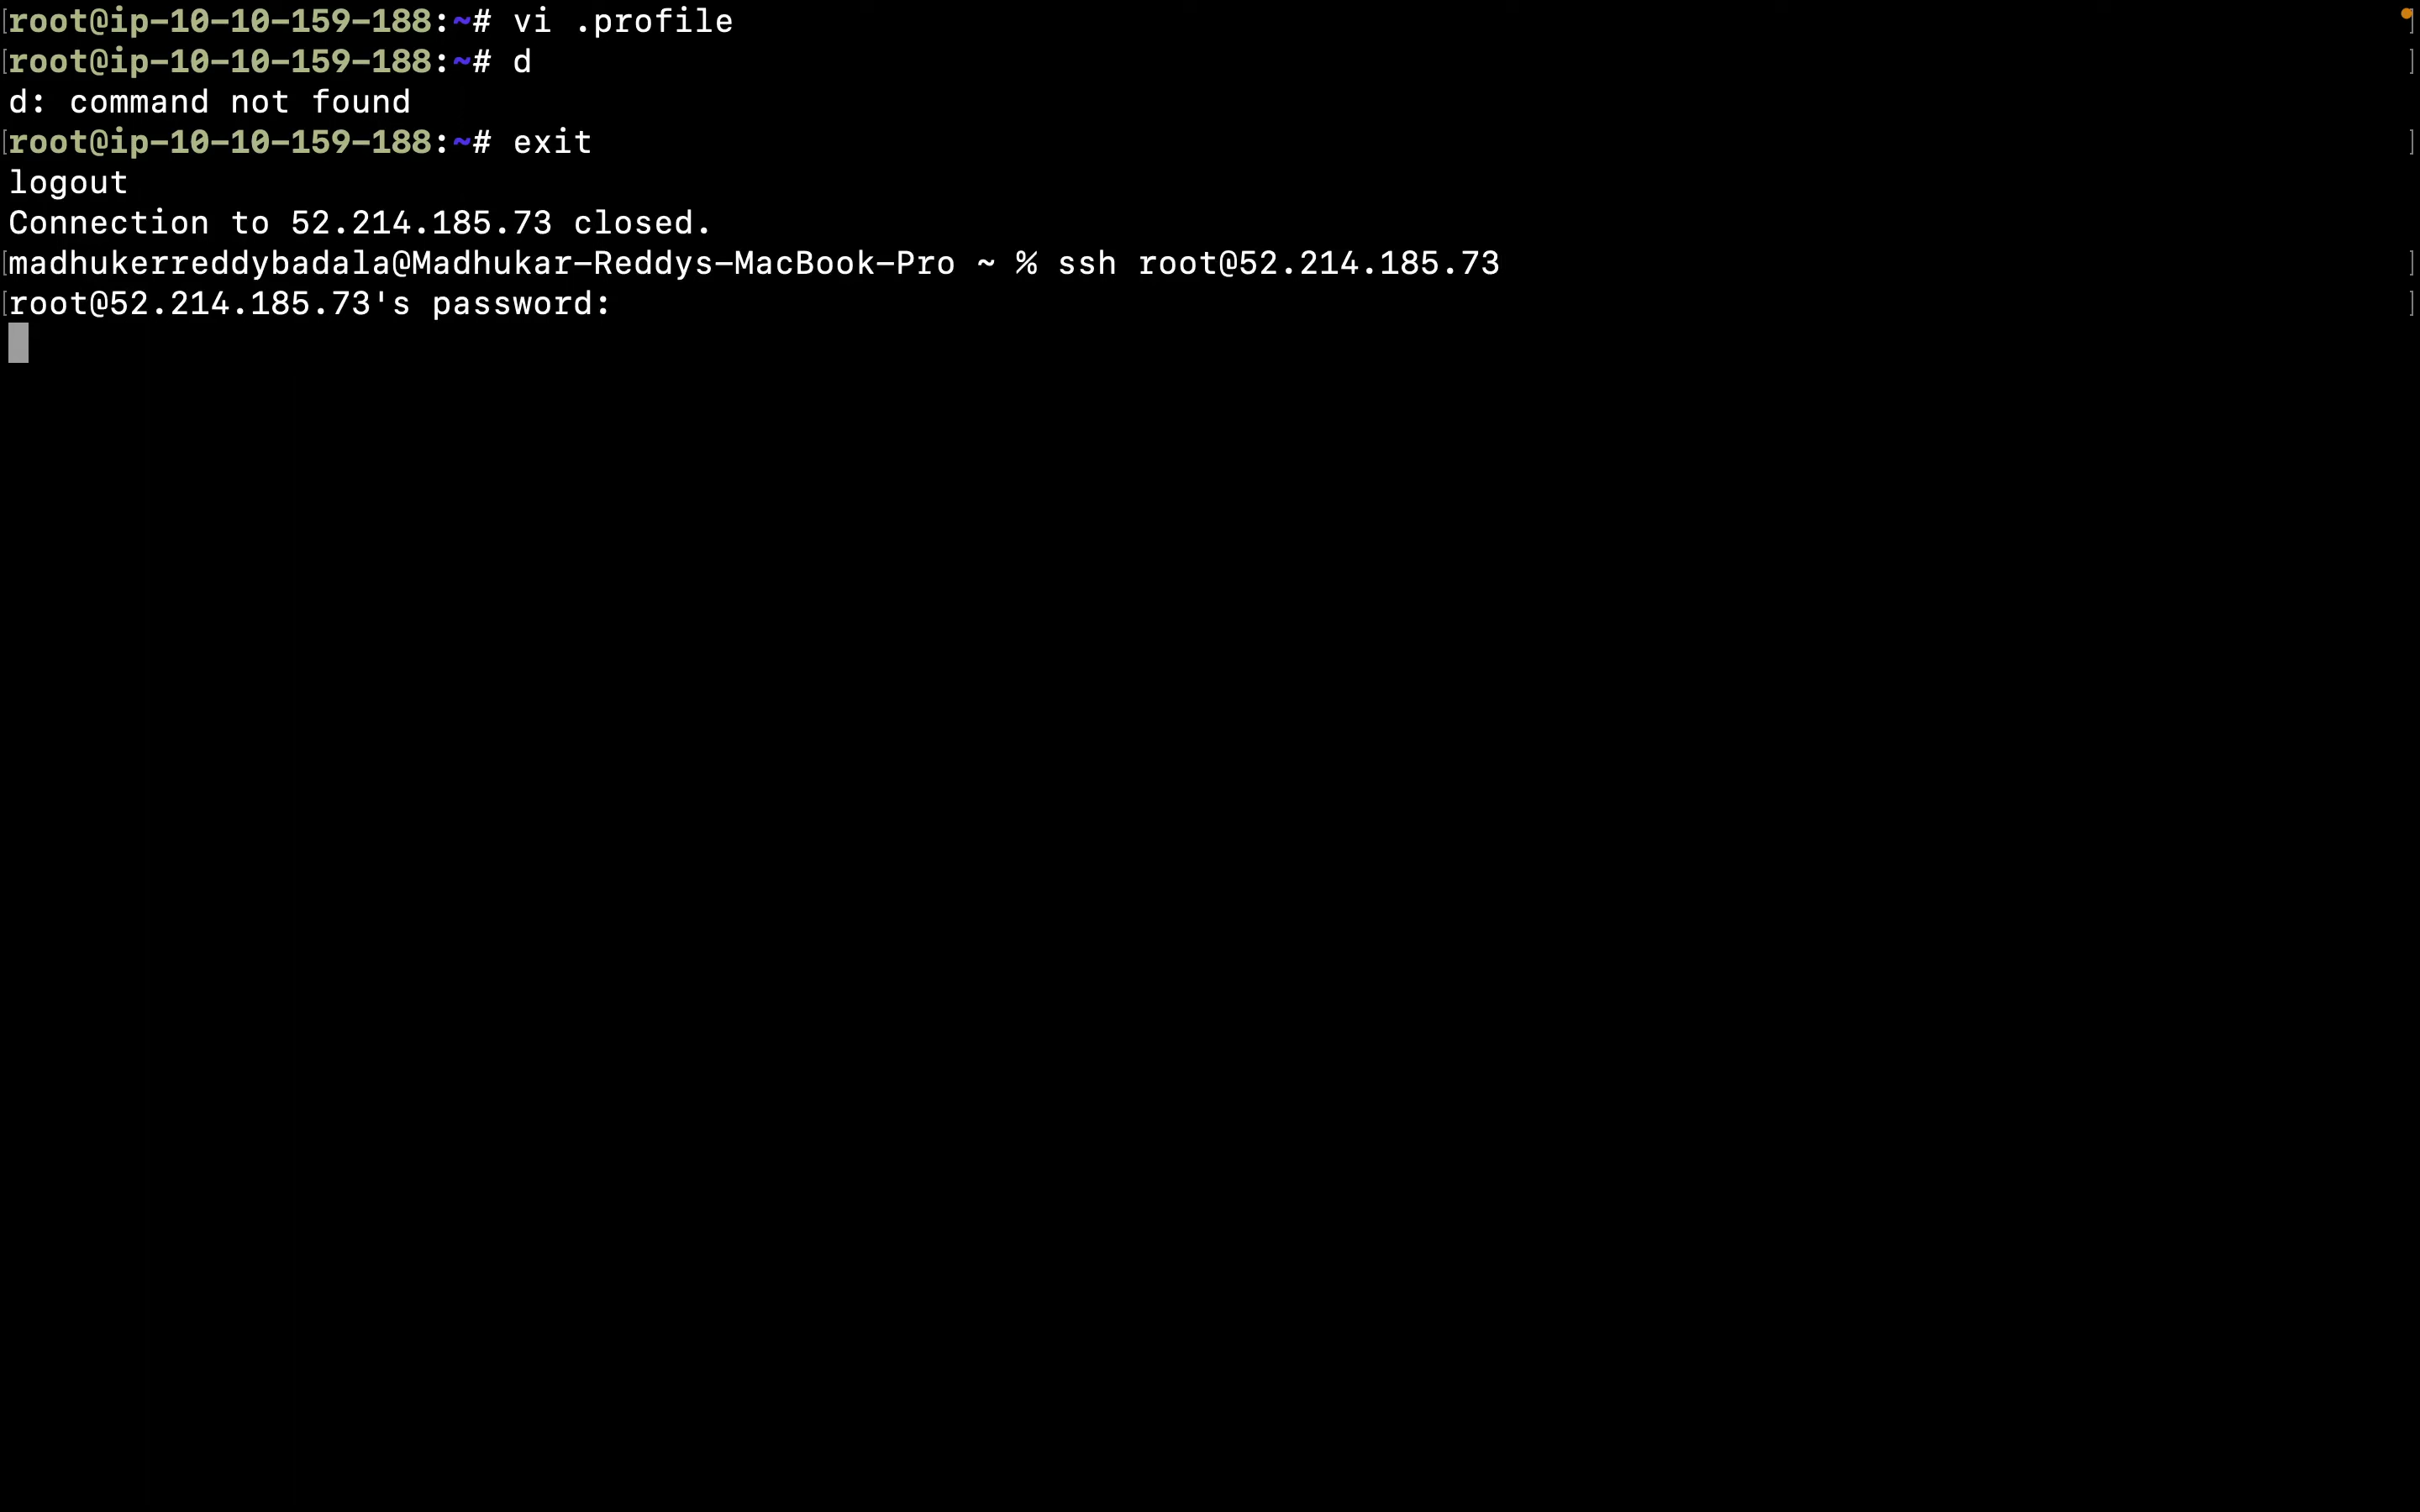 root@ip-10-10-159-188:~# vi .profile
root@ip-10-10-159-188:~# d
d: command not found
root@ip-10-10-159-188:~# exit
logout
Connection to 52.214.185.73 closed.
madhukerreddybadala@Madhukar-Reddys-MacBook-Pro ~ % ssh root@52.214.185.73
root@52.214.185.73's password: